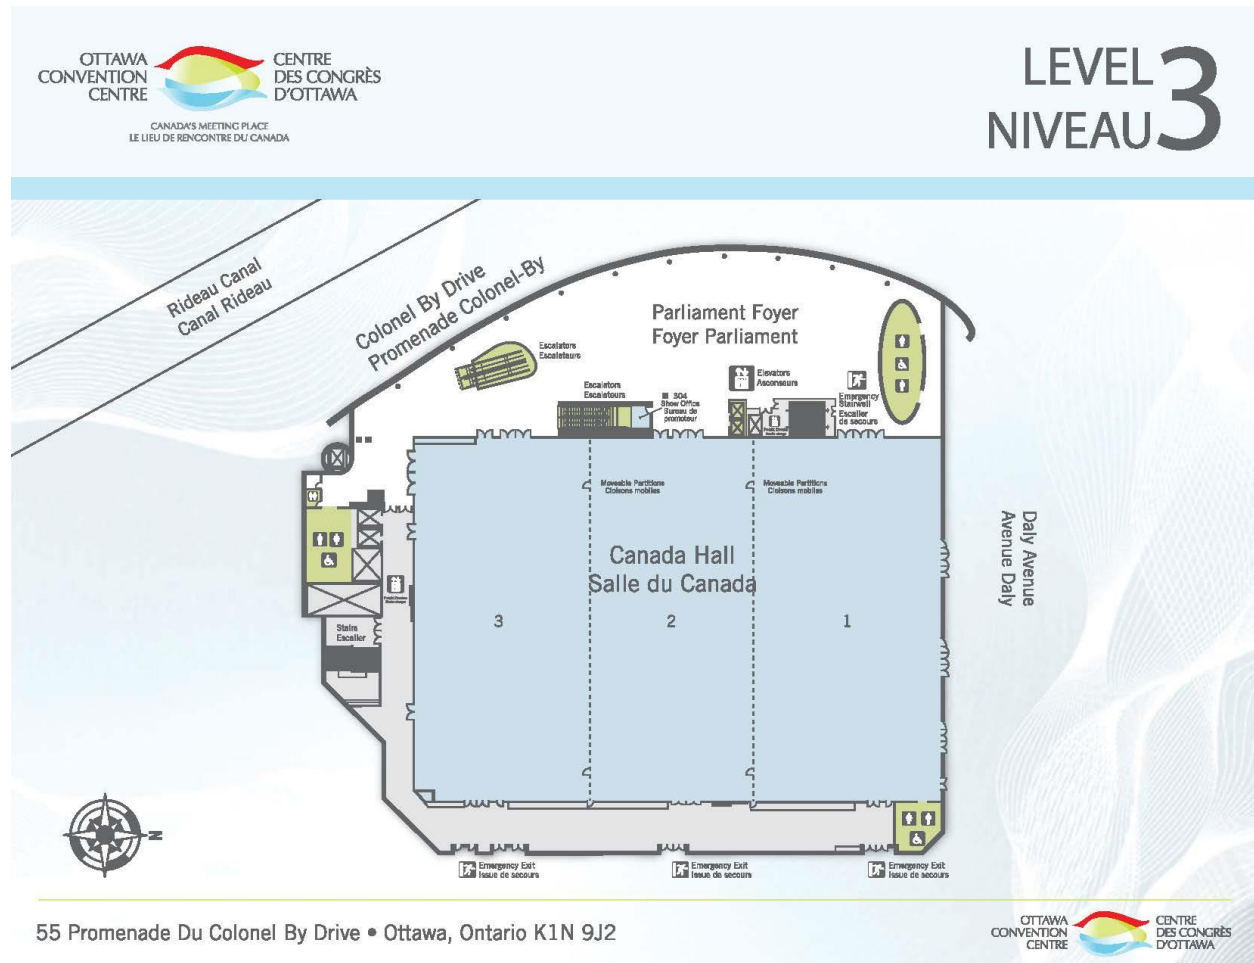 OTTAWA
CONVENTION
CENTRE
CENTRE
DES CONGRÈS
D'OTTAWA
CANADA'S MEETING PLACE
LE LIEU DE RENCONTRE DU CANADA
LEVEL
NIVEAU
3
Rideau Canal
Canal Rideau
Colonel By Drive
Promenade Colonel-By
Parliament Foyer
Foyer Parliament
Escalators
Escalateurs
Escalators
Escalateurs
304
Show Office
Bureau de
promoteur
Elevators
Ascenseurs
Emergency
Stairwell
Escalier
de secours
Moveable Partitions
Cloisons mobiles
Moveable Partitions
Cloisons mobiles
Canada Hall
Salle du Canada
3
2
1
Stairs
Escalier
Daly Avenue
Avenue Daly
N
Emergency Exit
Issue de secours
Emergency Exit
Issue de secours
Emergency Exit
Issue de secours
55 Promenade Du Colonel By Drive • Ottawa, Ontario K1N 9J2
OTTAWA
CONVENTION
CENTRE
CENTRE
DES CONGRÈS
D'OTTAWA